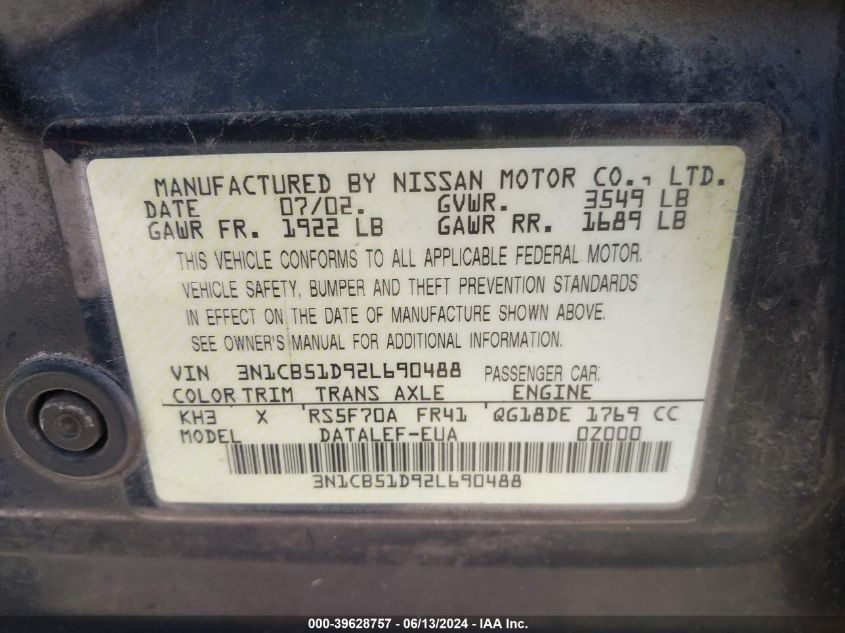 MANUFACTURED BY NISSAN MOTOR CO., LTD.
DATE 07/02. GVWR. 3549 LB
GAWR FR. 1922 LB GAWR RR. 1689 LB
THIS VEHICLE CONFORMS TO ALL APPLICABLE FEDERAL MOTOR.
VEHICLE SAFETY, BUMPER AND THEFT PREVENTION STANDARDS
IN EFFECT ON THE DATE OF MANUFACTURE SHOWN ABOVE.
SEE OWNER'S MANUAL FOR ADDITIONAL INFORMATION.
VIN 3N1CB51D92L690488 PASSENGER CAR.
COLOR TRIM TRANS AXLE ENGINE
KH3 X RS5F70A FR41 QG18DE 1769 CC
MODEL DATALEF-EUA 0Z000
3N1CB51D92L690488
000-39628757 - 06/13/2024 - IAA Inc.